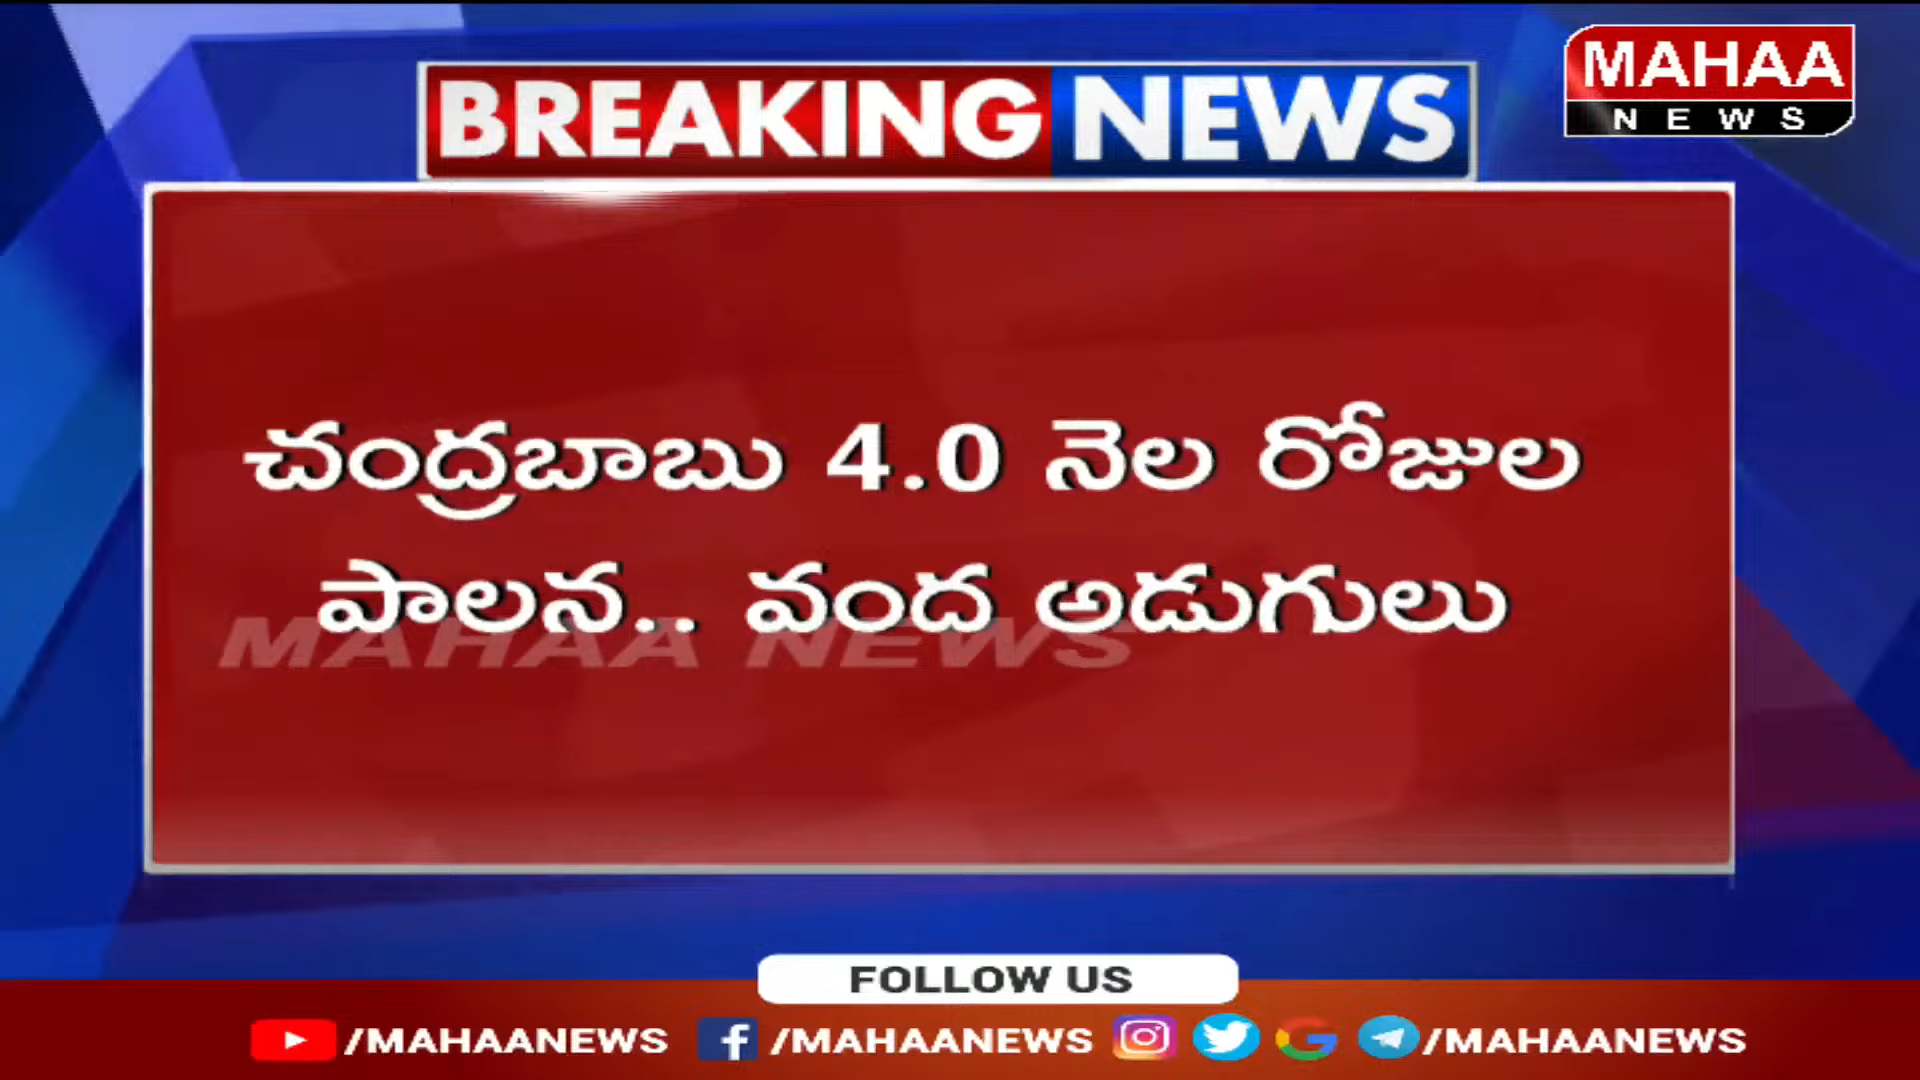 MAHAA
NEWS
BREAKING NEWS
చంద్రబాబు 4.0 నెల రోజుల
పాలన.. వంద అడుగులు
MAHAA NEWS
FOLLOW US
/MAHAANEWS /MAHAANEWS /MAHAANEWS